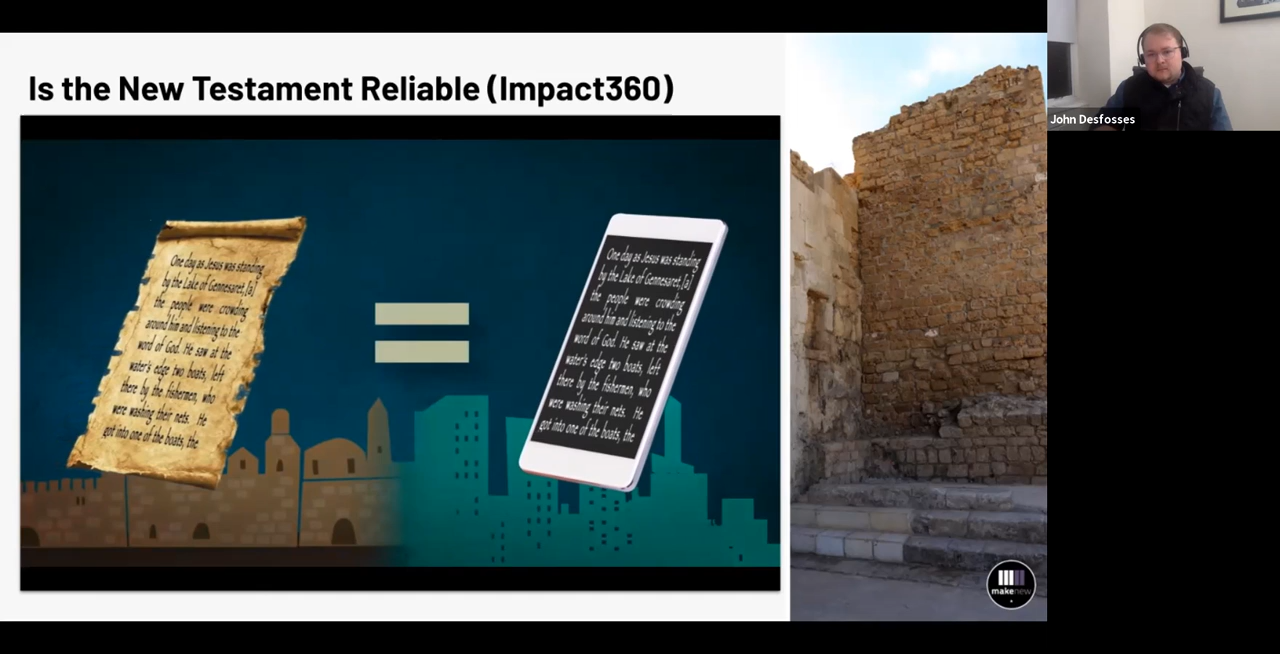 Is the New Testament Reliable (Impact360)
One day as Jesus was standing
by the Lake of Gennesaret,[a]
the people were crowding
around him and listening to the
word of God. He saw at the
water's edge two boats, left
there by the fishermen, who
were washing their nets. He
got into one of the boats, the
One day as Jesus was standing
by the Lake of Gennesaret,[a]
the people were crowding
around him and listening to the
word of God. He saw at the
water's edge two boats, left
there by the fishermen, who
were washing their nets. He
got into one of the boats, the
makenew
John Desfosses